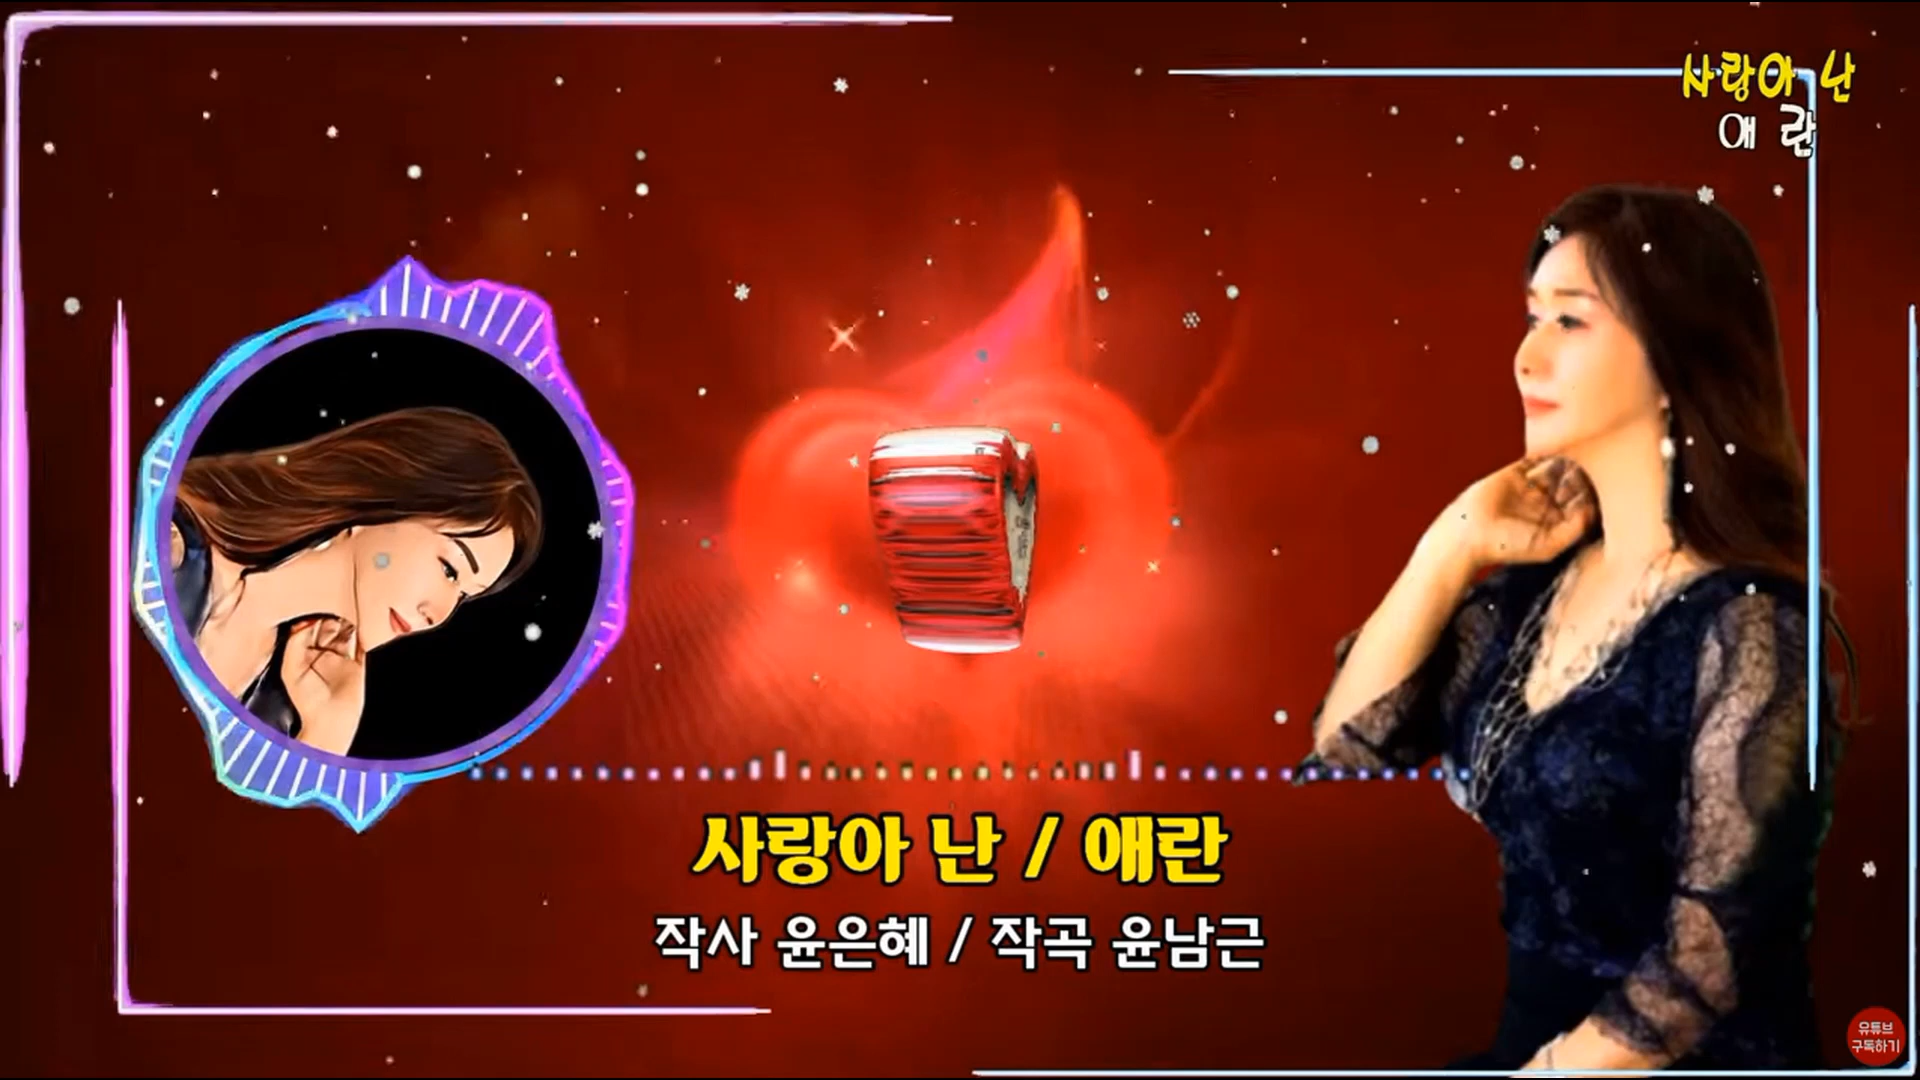 사랑아 난
애 란
사랑아 난 / 애란
작사 윤은혜 / 작곡 윤남근
유튜브
구독하기